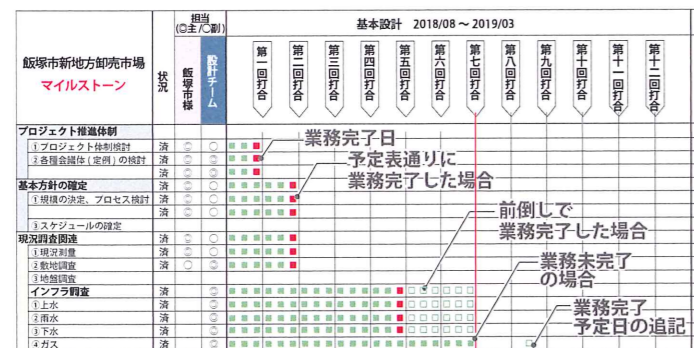 担当
(◎主/○副)
基本設計 2018/08 ～ 2019/03
飯塚市新地方卸売市場
マイルストーン
状況
飯塚市様
設計チーム
第一回打合
第二回打合
第三回打合
第四回打合
第五回打合
第六回打合
第七回打合
第八回打合
第九回打合
第十回打合
第十一回打合
第十二回打合
プロジェクト推進体制
①プロジェクト体制検討 済 ◎ ○
②各種会議体(定例)の検討 済 ◎ ○
済 ◎ ○
業務完了日
予定表通りに
業務完了した場合
基本方針の確定 済 ◎ ○
①規模の決定、プロセス検討 済 ◎ ○
済 ◎ ○
③スケジュールの確定
前倒しで
業務完了した場合
現況調査関連 済 ◎ ○
①現況測量 済 ◎ ○
②敷地調査 済 ○ ◎
③地盤調査
業務未完了
の場合
インフラ調査 済 ◎
①上水 済 ◎
②雨水 済 ◎
③下水 済 ◎
④ガス 済 ◎
業務完了
予定日の追記